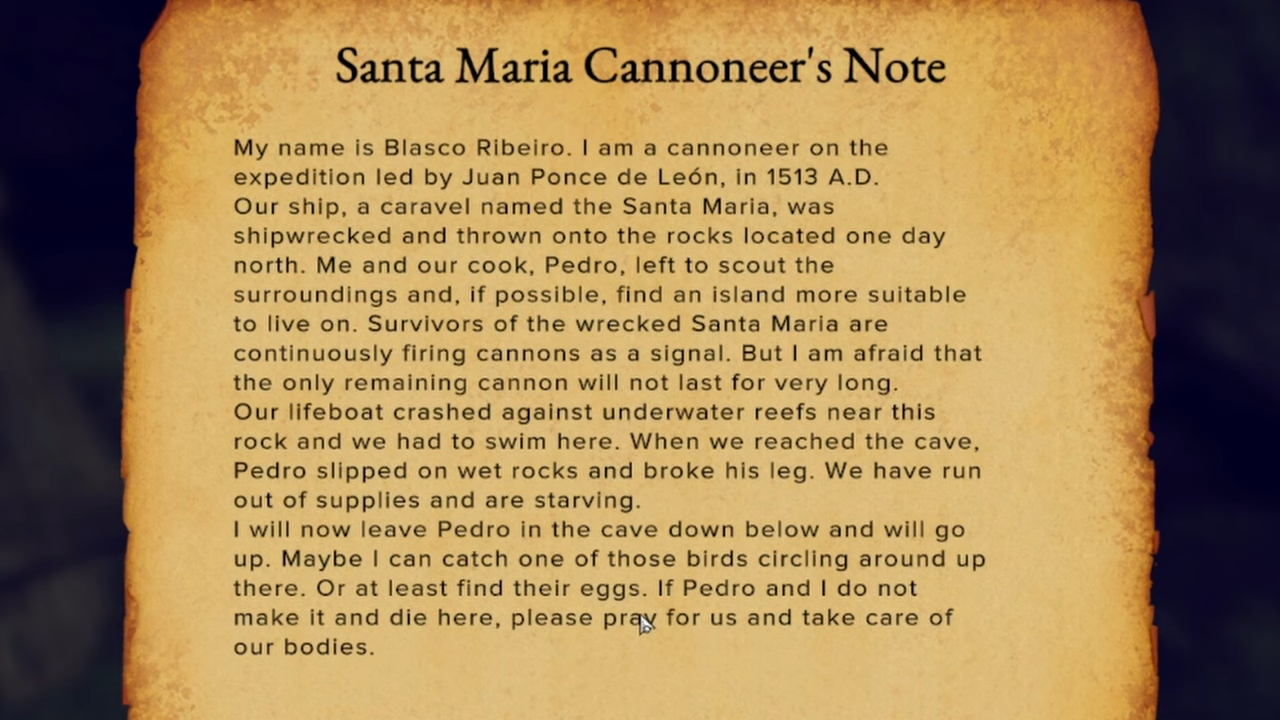 Santa Maria Cannoneer's Note
My name is Blasco Ribeiro. I am a cannoneer on the
expedition led by Juan Ponce de León, in 1513 A.D.
Our ship, a caravel named the Santa Maria, was
shipwrecked and thrown onto the rocks located one day
north. Me and our cook, Pedro, left to scout the
surroundings and, if possible, find an island more suitable
to live on. Survivors of the wrecked Santa Maria are
continuously firing cannons as a signal. But I am afraid that
the only remaining cannon will not last for very long.
Our lifeboat crashed against underwater reefs near this
rock and we had to swim here. When we reached the cave,
Pedro slipped on wet rocks and broke his leg. We have run
out of supplies and are starving.
I will now leave Pedro in the cave down below and will go
up. Maybe I can catch one of those birds circling around up
there. Or at least find their eggs. If Pedro and I do not
make it and die here, please pray for us and take care of
our bodies.